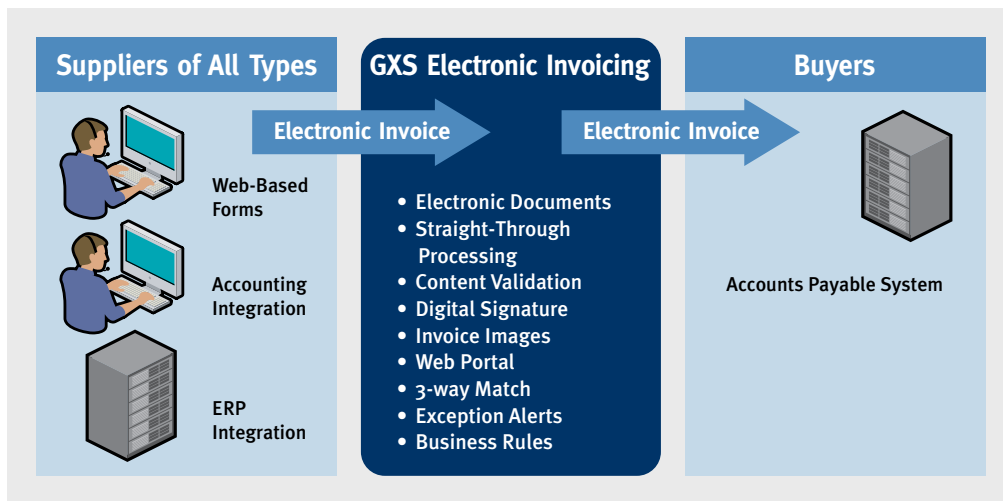 Suppliers of All Types
GXS Electronic Invoicing
Buyers
Electronic Invoice
Electronic Invoice
Web-Based
Forms
Accounting
Integration
ERP
Integration
• Electronic Documents
• Straight-Through
Processing
• Content Validation
• Digital Signature
• Invoice Images
• Web Portal
• 3-way Match
• Exception Alerts
• Business Rules
Accounts Payable System